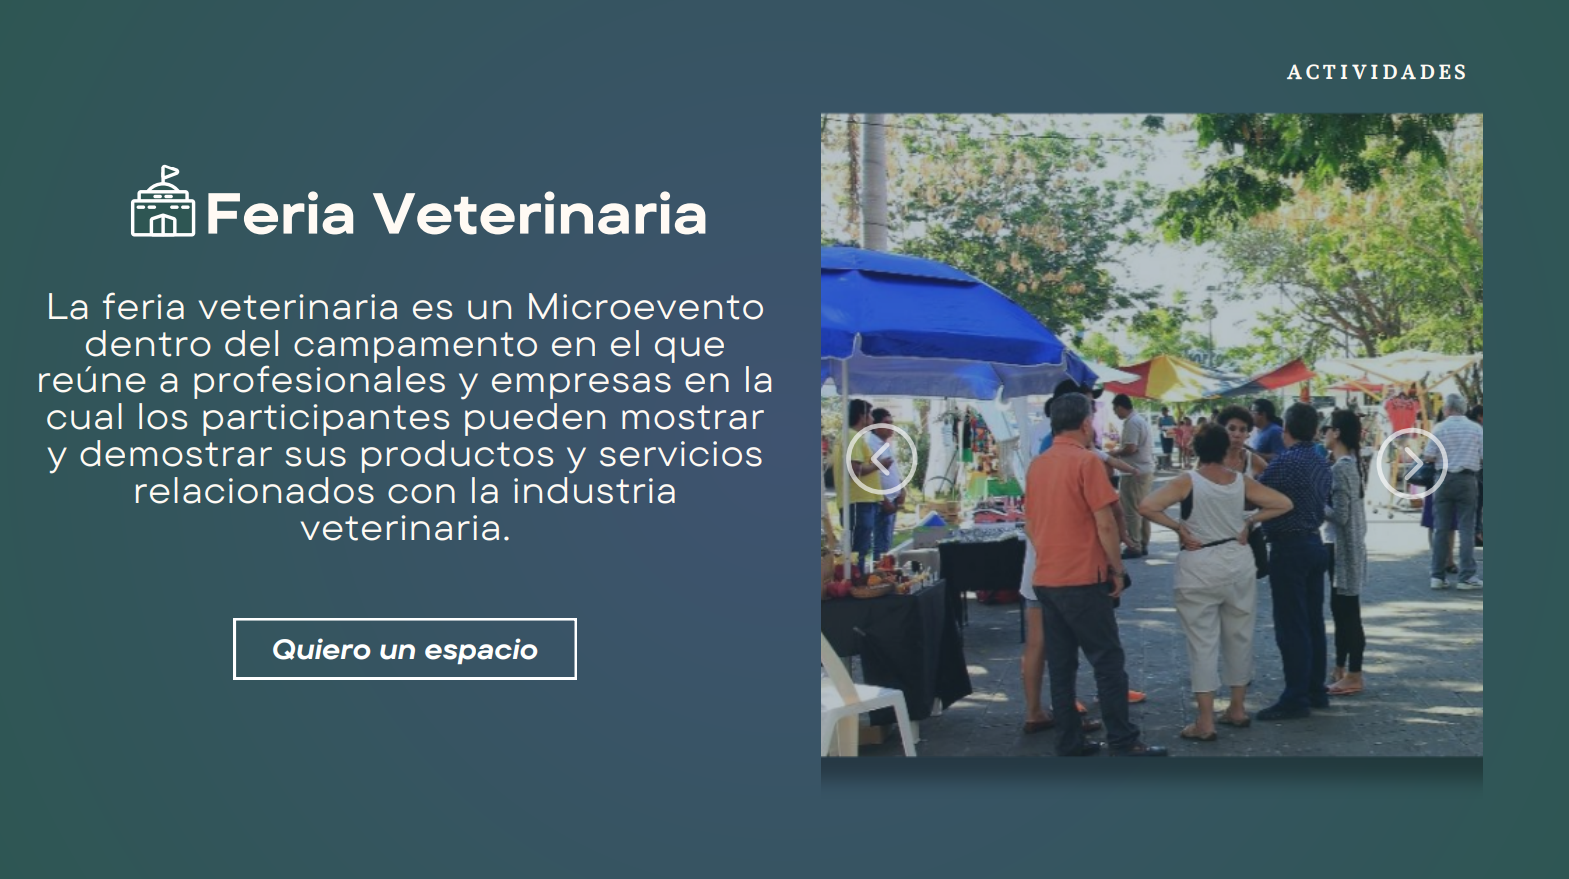 ACTIVIDADES
Feria Veterinaria
La feria veterinaria es un Microevento
dentro del campamento en el que
reúne a profesionales y empresas en la
cual los participantes pueden mostrar
y demostrar sus productos y servicios
relacionados con la industria
veterinaria.
Quiero un espacio